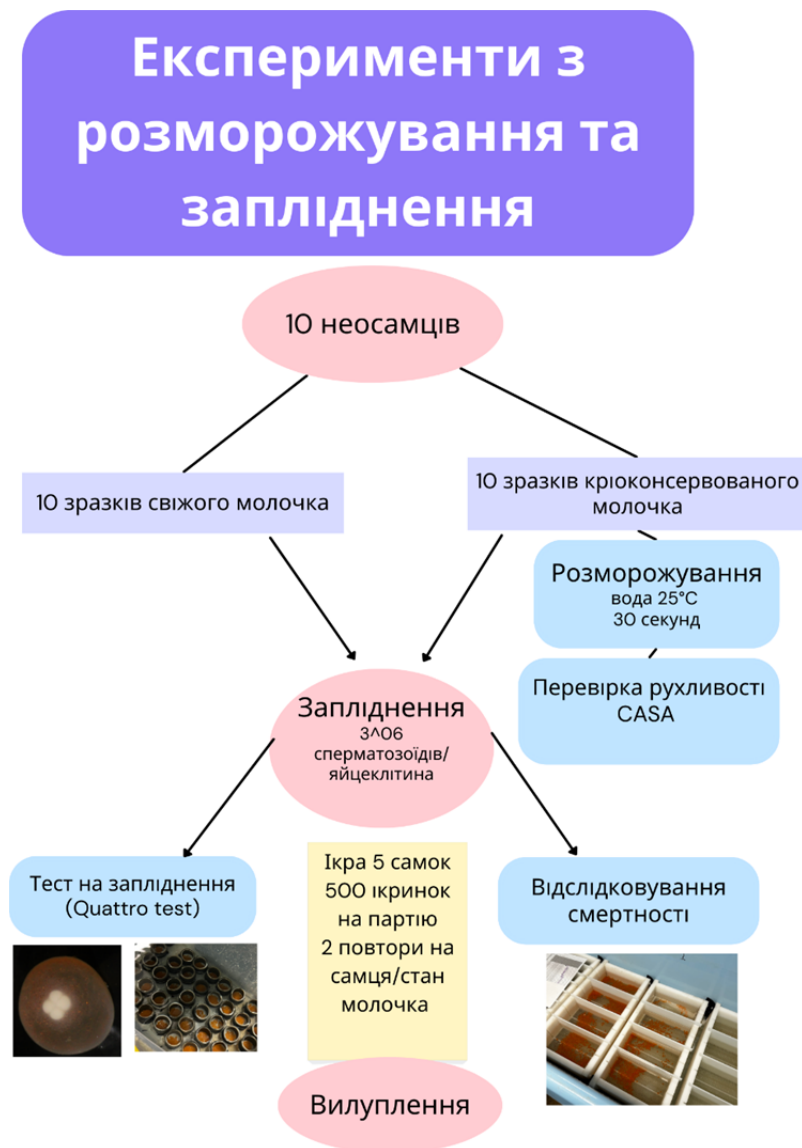 Експерименти з
розморожування та
запліднення
10 неосамців
10 зразків свіжого молочка
10 зразків кріоконсервованого
молочка
Розморожування
вода 25°C
30 секунд
Перевірка рухливості
CASA
Запліднення
3^06
сперматозоїдів/
яйцеклітина
Тест на запліднення
(Quattro test)
Ікра 5 самок
500 ікринок
на партію
2 повтори на
самця/стан
молочка
Відслідковування
смертності
Вилуплення